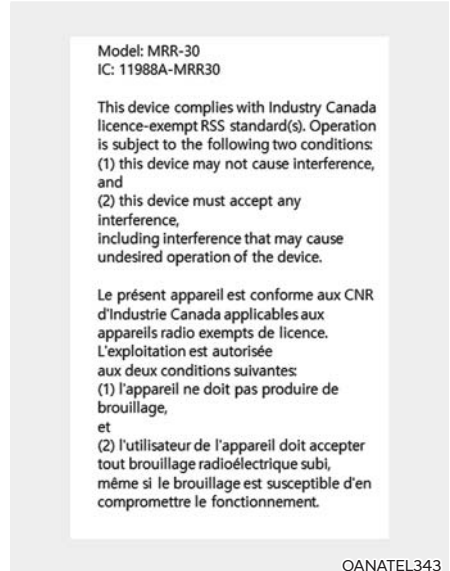 Model: MRR-30
IC: 11988A-MRR30
This device complies with Industry Canada
licence-exempt RSS standard(s). Operation
is subject to the following two conditions:
(1) this device may not cause interference,
and
(2) this device must accept any
interference,
including interference that may cause
undesired operation of the device.
Le présent appareil est conforme aux CNR
d'Industrie Canada applicables aux
appareils radio exempts de licence.
L'exploitation est autorisée
aux deux conditions suivantes:
(1) l'appareil ne doit pas produire de
brouillage,
et
(2) l'utilisateur de l'appareil doit accepter
tout brouillage radioélectrique subi,
même si le brouillage est susceptible d'en
compromettre le fonctionnement.
OANATEL343